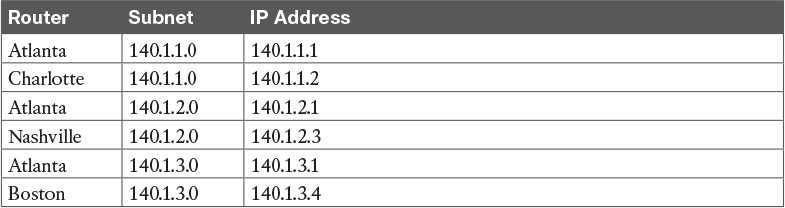 Router Subnet IP Address
Atlanta 140.1.1.0 140.1.1.1
Charlotte 140.1.1.0 140.1.1.2
Atlanta 140.1.2.0 140.1.2.1
Nashville 140.1.2.0 140.1.2.3
Atlanta 140.1.3.0 140.1.3.1
Boston 140.1.3.0 140.1.3.4